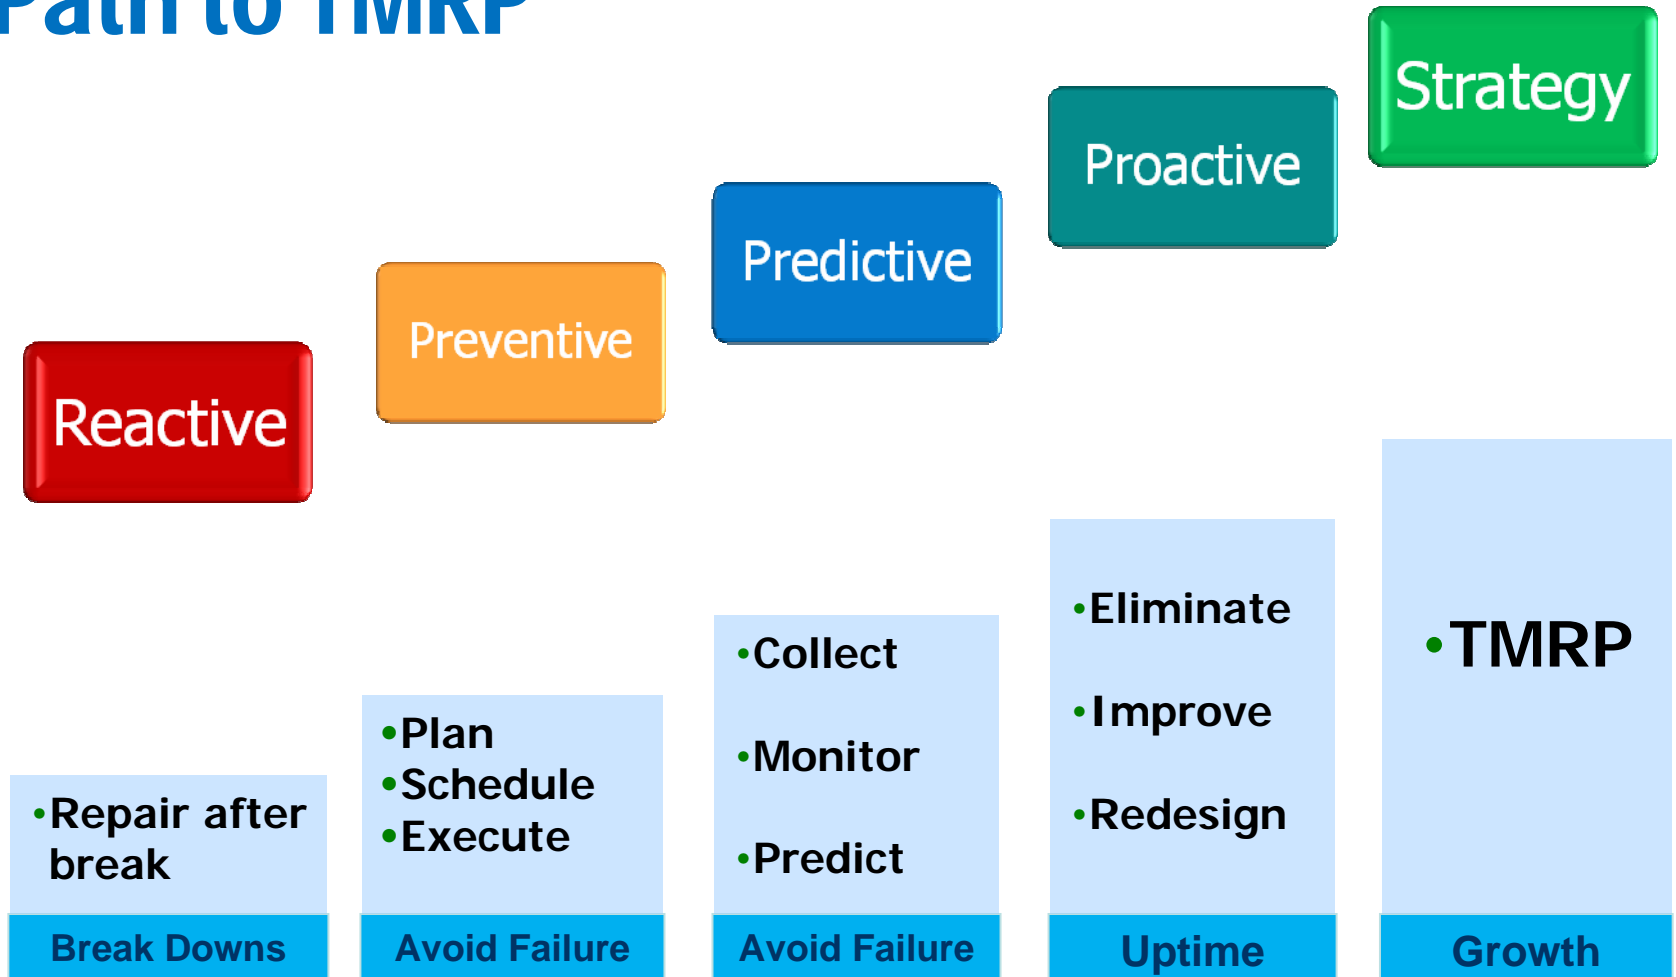 Path to TMRP
Strategy
Proactive
Predictive
Preventive
Reactive
•Repair after
break
Break Downs
•Plan
•Schedule
•Execute
Avoid Failure
•Collect
•Monitor
•Predict
Avoid Failure
•Eliminate
•Improve
•Redesign
Uptime
•TMRP
Growth